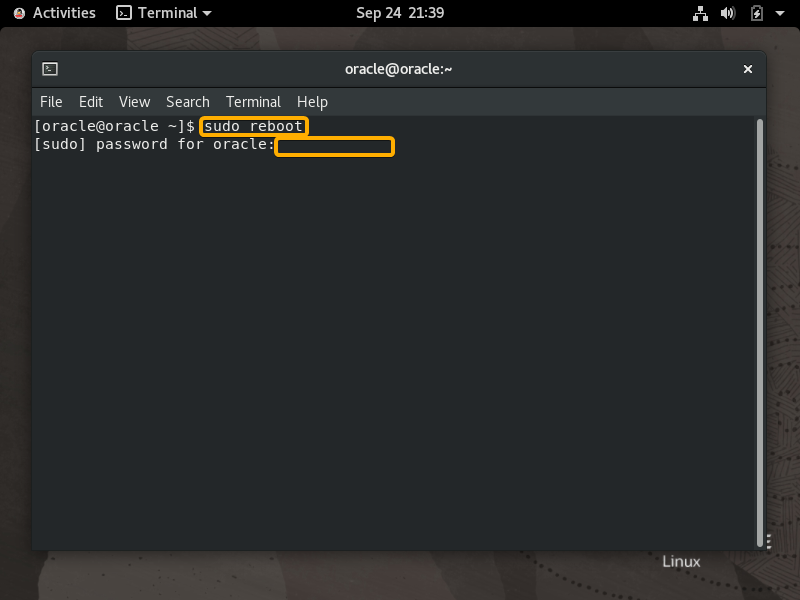 Activities Terminal Sep 24 21:39
oracle@oracle:~
File Edit View Search Terminal Help
[oracle@oracle ~]$ sudo reboot
[sudo] password for oracle:
Linux